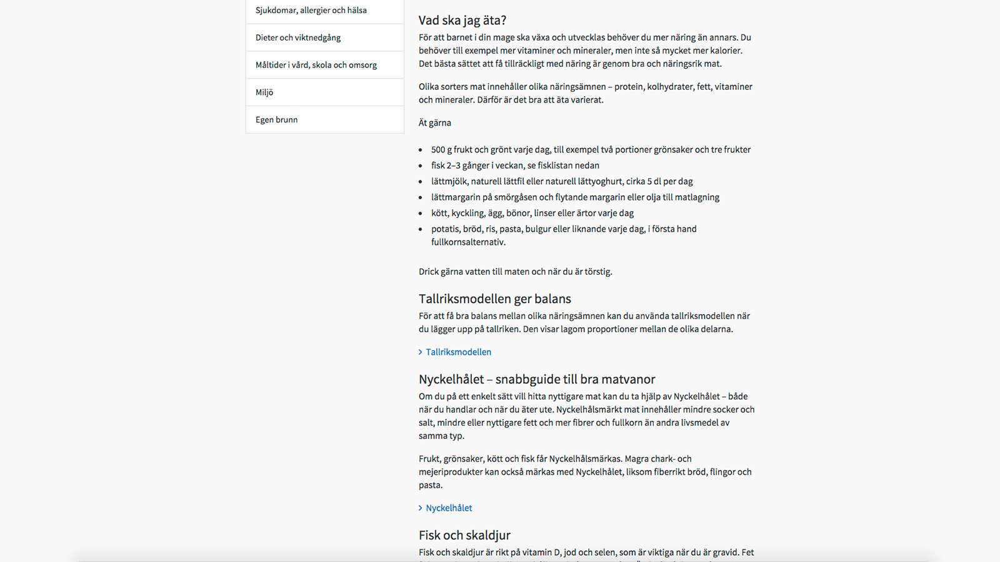 Sjukdomar, allergier och hälsa
Dieter och viktnedgång
Måltider i vård, skola och omsorg
Miljö
Egen brunn
Vad ska jag äta?
För att barnet i din mage ska växa och utvecklas behöver du mer näring än annars. Du
behöver till exempel mer vitaminer och mineraler, men inte så mycket mer kalorier.
Det bästa sättet att få tillräckligt med näring är genom bra och näringsrik mat.
Olika sorters mat innehåller olika näringsämnen – protein, kolhydrater, fett, vitaminer
och mineraler. Därför är det bra att äta varierat.
Ät gärna
• 500 g frukt och grönt varje dag, till exempel två portioner grönsaker och tre frukter
• fisk 2–3 gånger i veckan, se fisklistan nedan
• lättmjölk, naturell lättfil eller naturell lättyoghurt, cirka 5 dl per dag
• lättmargarin på smörgåsen och flytande margarin eller olja till matlagning
• kött, kyckling, ägg, bönor, linser eller ärtor varje dag
• potatis, bröd, ris, pasta, bulgur eller liknande varje dag, i första hand
fullkornsalternativ.
Drick gärna vatten till maten och när du är törstig.
Tallriksmodellen ger balans
För att få bra balans mellan olika näringsämnen kan du använda tallriksmodellen när
du lägger upp på tallriken. Den visar lagom proportioner mellan de olika delarna.
> Tallriksmodellen
Nyckelhålet – snabbguide till bra matvanor
Om du på ett enkelt sätt vill hitta nyttigare mat kan du ta hjälp av Nyckelhålet – både
när du handlar och när du äter ute. Nyckelhålsmärkt mat innehåller mindre socker och
salt, mindre eller nyttigare fett och mer fibrer och fullkorn än andra livsmedel av
samma typ.
Frukt, grönsaker, kött och fisk får Nyckelhålsmärkas. Magra chark- och
mejeriprodukter kan också märkas med Nyckelhålet, liksom fiberrikt bröd, flingor och
pasta.
> Nyckelhålet
Fisk och skaldjur
Fisk och skaldjur är rikt på vitamin D, jod och selen, som är viktiga när du är gravid. Fet